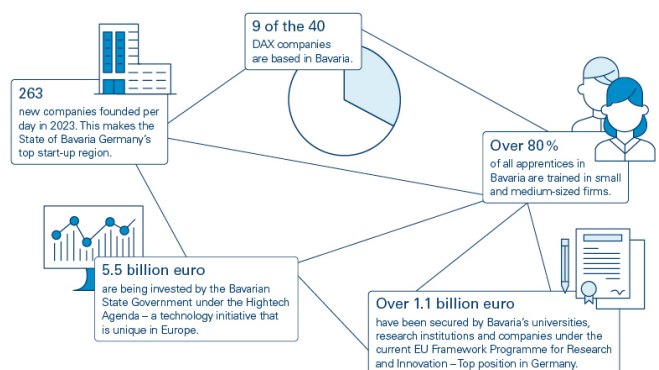 9 of the 40
DAX companies
are based in Bavaria.
263
new companies founded per
day in 2023. This makes the
State of Bavaria Germany’s
top start-up region.
Over 80 %
of all apprentices in
Bavaria are trained in small
and medium-sized firms.
5.5 billion euro
are being invested by the Bavarian
State Government under the Hightech
Agenda – a technology initiative that
is unique in Europe.
Over 1.1 billion euro
have been secured by Bavaria’s universities,
research institutions and companies under the
current EU Framework Programme for Research
and Innovation – Top position in Germany.